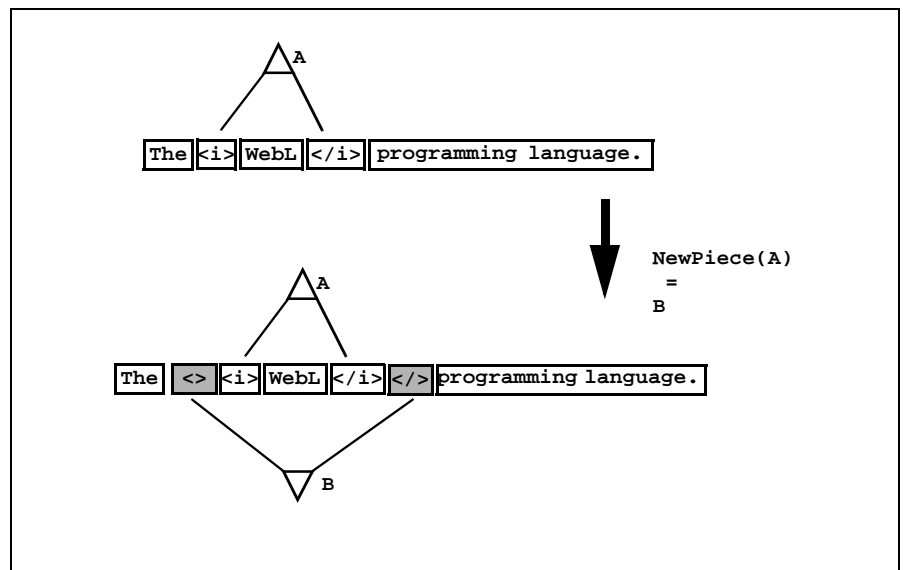 A
The <i> WebL </i> programming language.
NewPiece(A)
=
B
A
The <> <i> WebL </i> </> programming language.
B